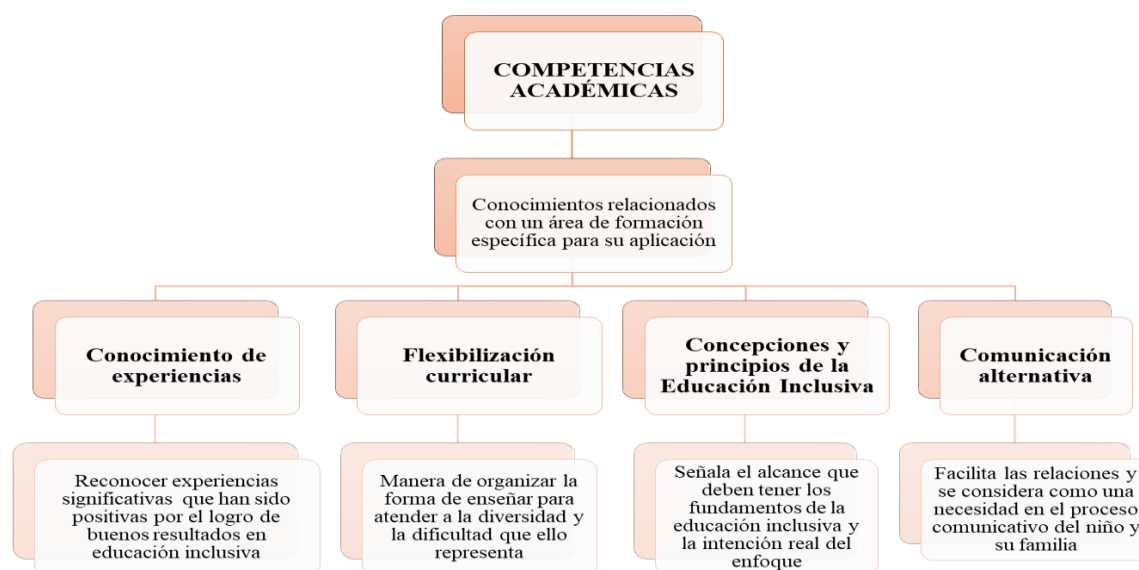 COMPETENCIAS
ACADÉMICAS
Conocimientos relacionados
con un área de formación
específica para su aplicación
Conocimiento de
experiencias
Flexibilización
curricular
Concepciones y
principios de la
Educación Inclusiva
Comunicación
alternativa
Reconocer experiencias
significativas que han sido
positivas por el logro de
buenos resultados en
educación inclusiva
Manera de organizar la
forma de enseñar para
atender a la diversidad y
la dificultad que ello
representa
Señala el alcance que
deben tener los
fundamentos de la
educación inclusiva y
la intención real del
enfoque
Facilita las relaciones y
se considera como una
necesidad en el proceso
comunicativo del niño y
su familia